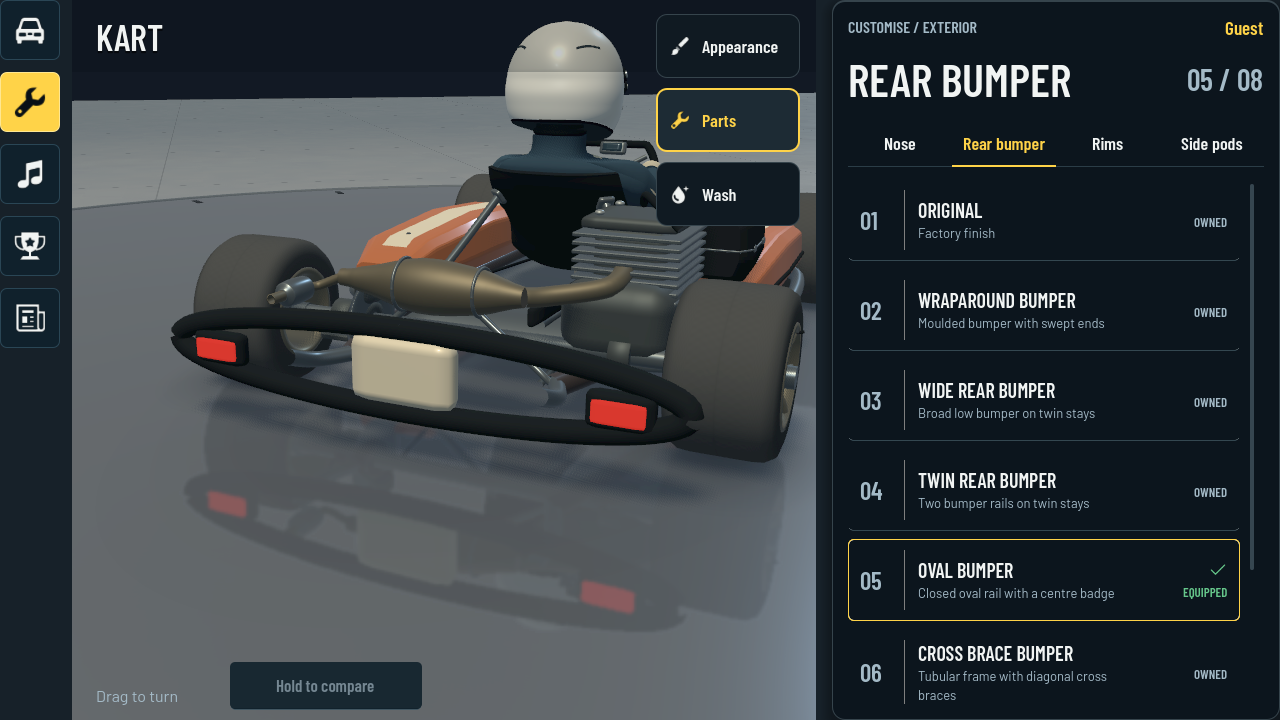 KART
Appearance
Parts
Wash
Drag to turn
Hold to compare
CUSTOMISE / EXTERIOR
Guest
REAR BUMPER
05 / 08
Nose
Rear bumper
Rims
Side pods
01
ORIGINAL
Factory finish
OWNED
02
WRAPAROUND BUMPER
Moulded bumper with swept ends
OWNED
03
WIDE REAR BUMPER
Broad low bumper on twin stays
OWNED
04
TWIN REAR BUMPER
Two bumper rails on twin stays
OWNED
05
OVAL BUMPER
Closed oval rail with a centre badge
EQUIPPED
06
CROSS BRACE BUMPER
Tubular frame with diagonal cross
braces
OWNED